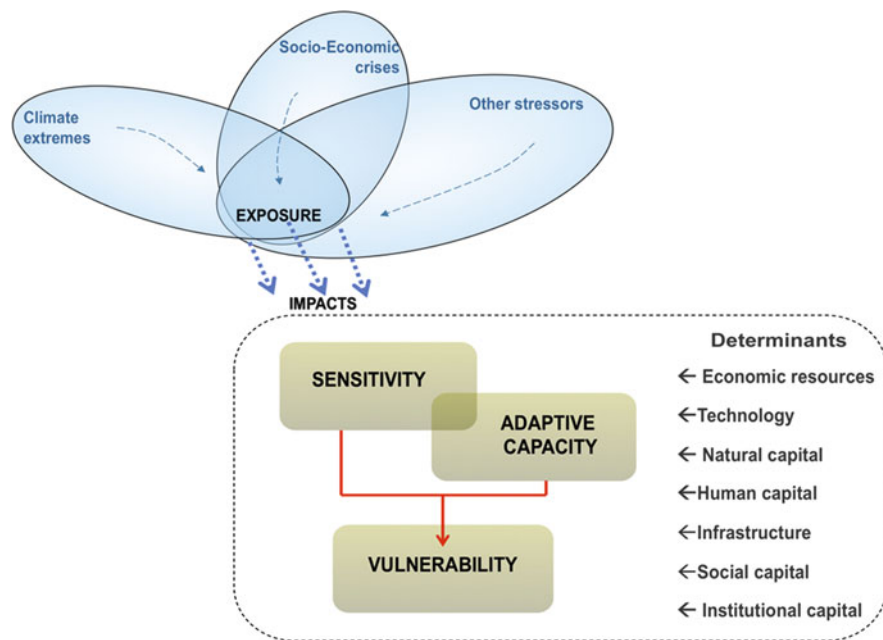 Socio-Economic
crises
Climate
extremes
Other stressors
EXPOSURE
IMPACTS
SENSITIVITY
ADAPTIVE
CAPACITY
VULNERABILITY
Determinants
← Economic resources
← Technology
← Natural capital
← Human capital
← Infrastructure
← Social capital
← Institutional capital